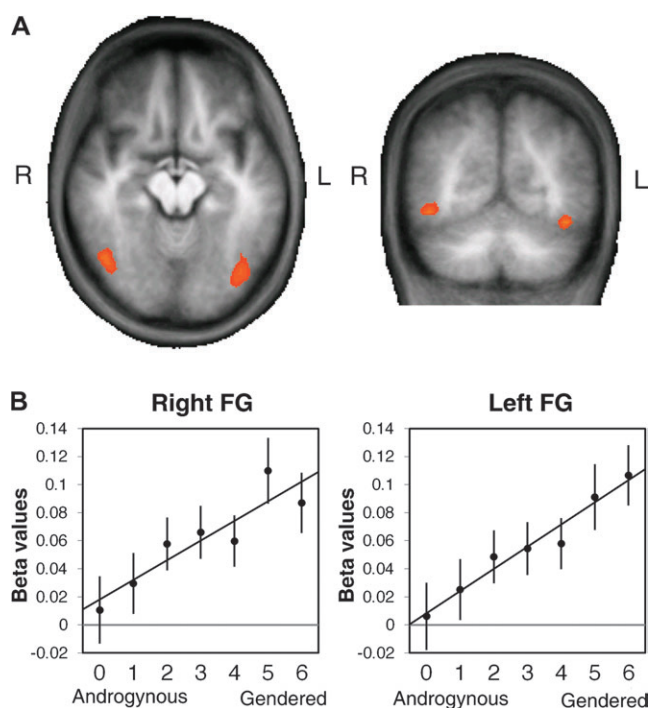 A
R
L
R
L
B
Right FG
Left FG
Beta values
0.14
0.12
0.1
0.08
0.06
0.04
0.02
0
-0.02
0 1 2 3 4 5 6
Androgynous Gendered
Beta values
0.14
0.12
0.1
0.08
0.06
0.04
0.02
0
-0.02
0 1 2 3 4 5 6
Androgynous Gendered